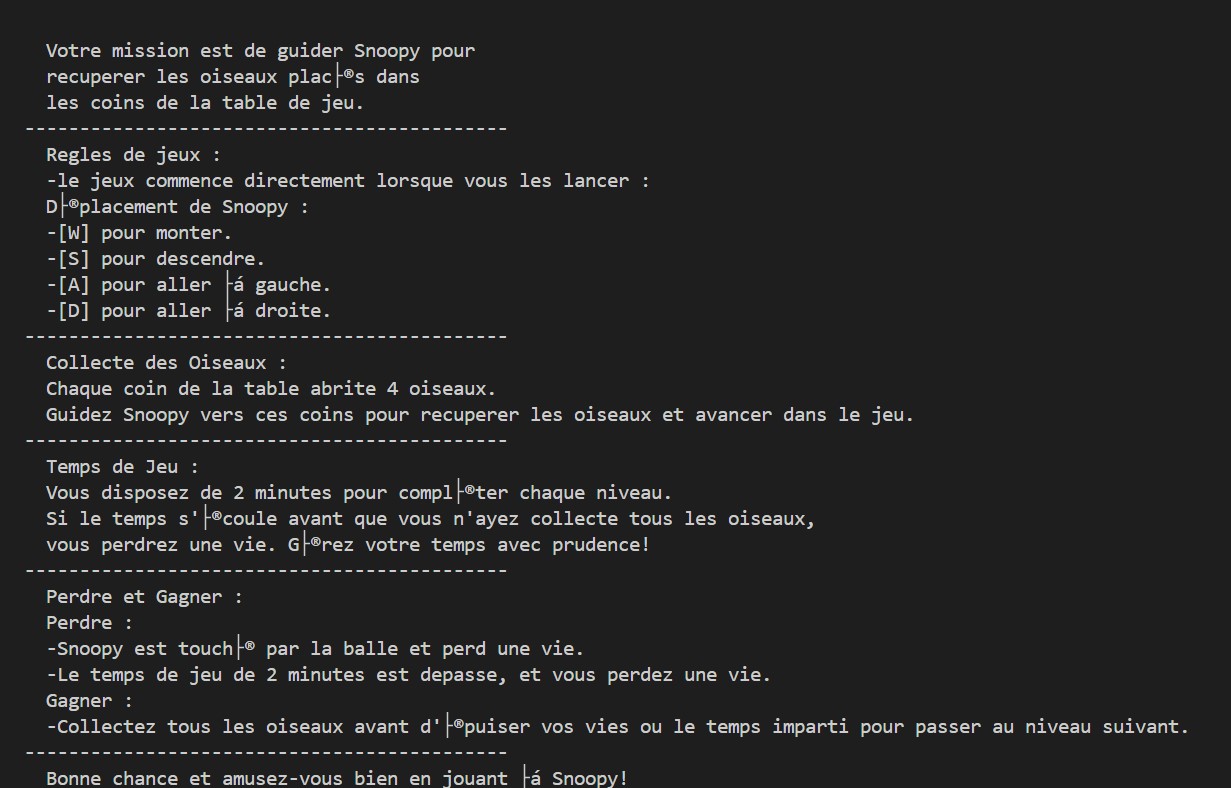 Votre mission est de guider Snoopy pour
recuperer les oiseaux plac├®s dans
les coins de la table de jeu.
--------------------------------------------
Regles de jeux :
-le jeux commence directement lorsque vous les lancer :
D├®placement de Snoopy :
-[W] pour monter.
-[S] pour descendre.
-[A] pour aller ├á gauche.
-[D] pour aller ├á droite.
--------------------------------------------
Collecte des Oiseaux :
Chaque coin de la table abrite 4 oiseaux.
Guidez Snoopy vers ces coins pour recuperer les oiseaux et avancer dans le jeu.
--------------------------------------------
Temps de Jeu :
Vous disposez de 2 minutes pour compl├®ter chaque niveau.
Si le temps s'├®coule avant que vous n'ayez collecte tous les oiseaux,
vous perdrez une vie. G├®rez votre temps avec prudence!
--------------------------------------------
Perdre et Gagner :
Perdre :
-Snoopy est touch├® par la balle et perd une vie.
-Le temps de jeu de 2 minutes est depasse, et vous perdez une vie.
Gagner :
-Collectez tous les oiseaux avant d'├®puiser vos vies ou le temps imparti pour passer au niveau suivant.
--------------------------------------------
Bonne chance et amusez-vous bien en jouant ├á Snoopy!